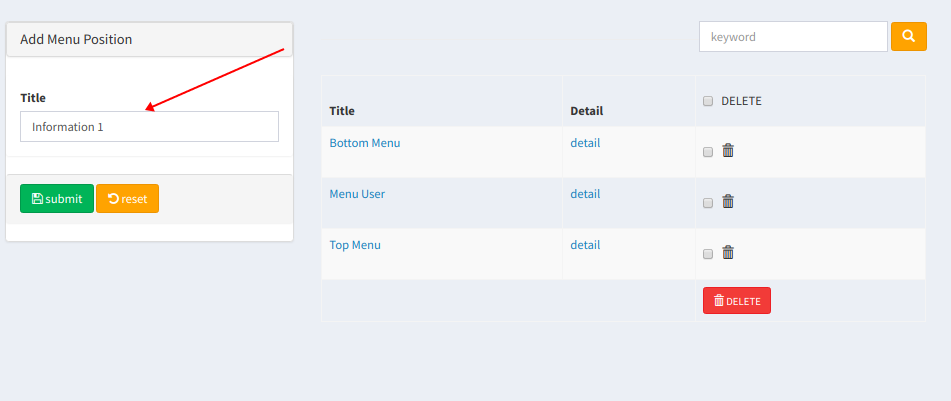 Add Menu Position
Title
Information 1
submit reset
keyword
Title Detail DELETE
Bottom Menu detail
Menu User detail
Top Menu detail
DELETE